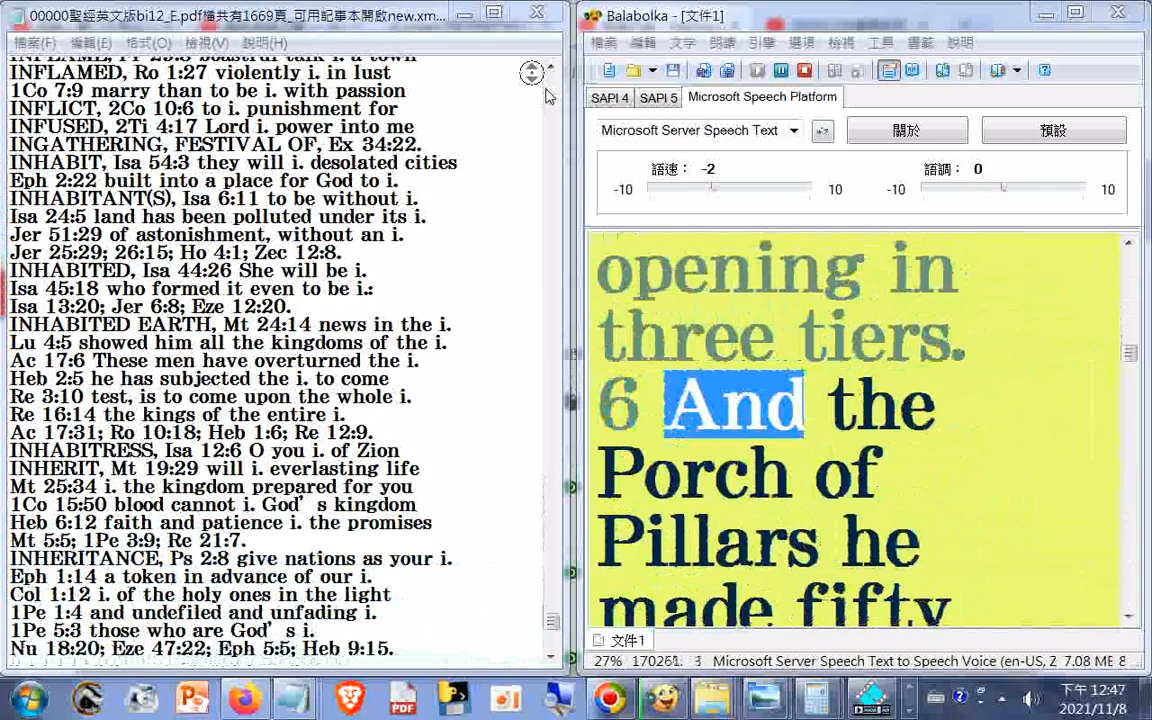 00000聖經英文版bi12_E.pdf檔共有1669頁_可用記事本開啟new.xm...
檔案(F) 編輯(E) 格式(O) 檢視(V) 說明(H)
INFLAMED, Ro 1:27 violently i. in lust
1Co 7:9 marry than to be i. with passion
INFLICT, 2Co 10:6 to i. punishment for
INFUSED, 2Ti 4:17 Lord i. power into me
INGATHERING, FESTIVAL OF, Ex 34:22.
INHABIT, Isa 54:3 they will i. desolated cities
Eph 2:22 built into a place for God to i.
INHABITANT(S), Isa 6:11 to be without i.
Isa 24:5 land has been polluted under its i.
Jer 51:29 of astonishment, without an i.
Jer 25:29; 26:15; Ho 4:1; Zec 12:8.
INHABITED, Isa 44:26 She will be i.
Isa 45:18 who formed it even to be i.:
Isa 13:20; Jer 6:8; Eze 12:20.
INHABITED EARTH, Mt 24:14 news in the i.
Lu 4:5 showed him all the kingdoms of the i.
Ac 17:6 These men have overturned the i.
Heb 2:5 he has subjected the i. to come
Re 3:10 test, is to come upon the whole i.
Re 16:14 the kings of the entire i.
Ac 17:31; Ro 10:18; Heb 1:6; Re 12:9.
INHABITRESS, Isa 12:6 O you i. of Zion
INHERIT, Mt 19:29 will i. everlasting life
Mt 25:34 i. the kingdom prepared for you
1Co 15:50 blood cannot i. God's kingdom
Heb 6:12 faith and patience i. the promises
Mt 5:5; 1Pe 3:9; Re 21:7.
INHERITANCE, Ps 2:8 give nations as your i.
Eph 1:14 a token in advance of our i.
Col 1:12 i. of the holy ones in the light
1Pe 1:4 and undefiled and unfading i.
1Pe 5:3 those who are God's i.
Nu 18:20; Eze 47:22; Eph 5:5; Heb 9:15.
Balabolka - [文件1]
檔案 編輯 文字 朗讀 引擎 選項 檢視 工具 書籤 說明
SAPI 4 SAPI 5 Microsoft Speech Platform
Microsoft Server Speech Text 關於 預設
語速: -2 語調: 0
-10 10 -10 10
opening in
three tiers.
6 And the
Porch of
Pillars he
made fifty
文件1
27% 170261. 3 Microsoft Server Speech Text to Speech Voice (en-US, Z 7.08 MB 8
下午 12:47
2021/11/8